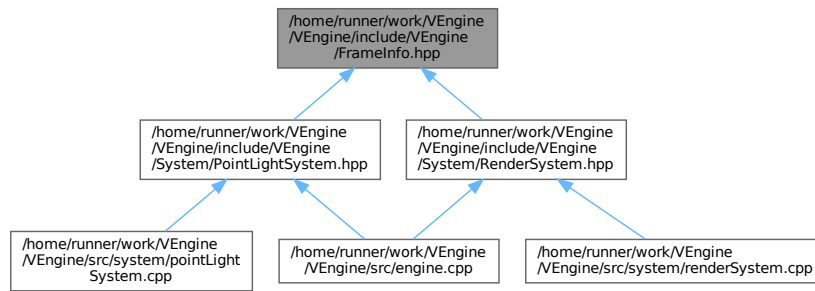 /home/runner/work/VEngine
/VEngine/include/VEngine
/FrameInfo.hpp
/home/runner/work/VEngine
/VEngine/include/VEngine
/System/PointLightSystem.hpp
/home/runner/work/VEngine
/VEngine/include/VEngine
/System/RenderSystem.hpp
/home/runner/work/VEngine
/VEngine/src/system/pointLight
System.cpp
/home/runner/work/VEngine
/VEngine/src/engine.cpp
/home/runner/work/VEngine
/VEngine/src/system/renderSystem.cpp